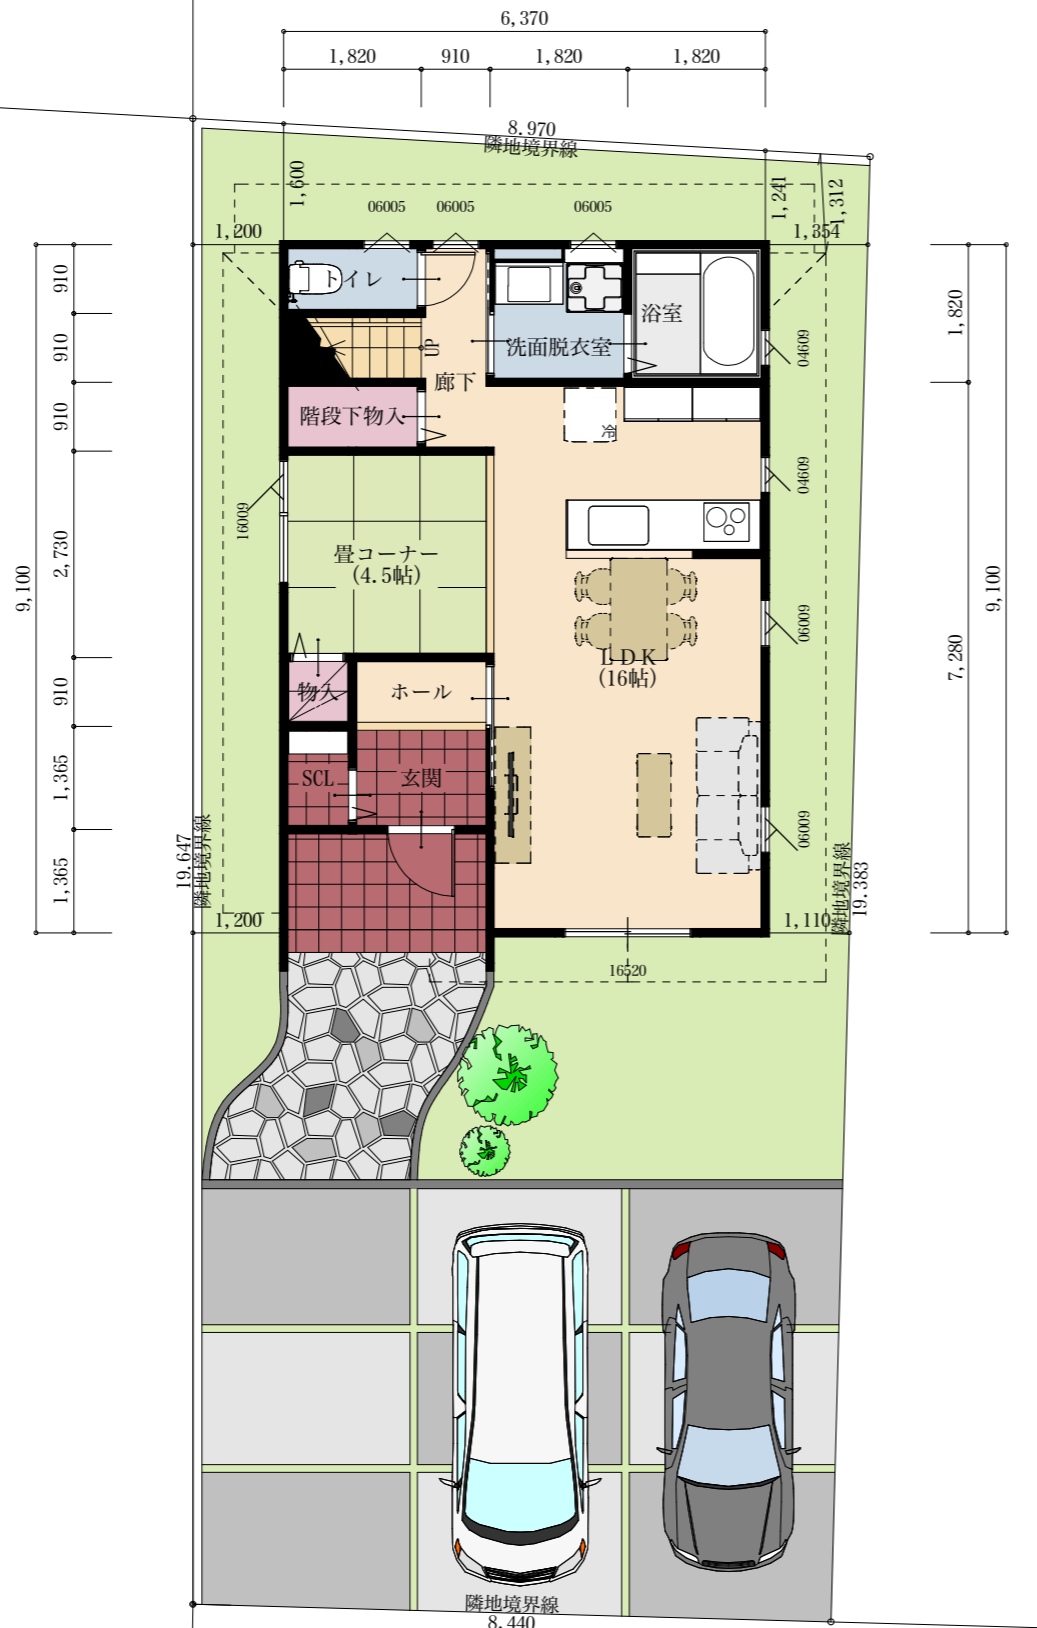 6,370
1,820
910
1,820
1,820
8.970
隣地境界線
1,600
1,241
1,312
06005
06005
06005
1,200
1,354
910
910
910
2,730
910
1,365
1,365
9,100
1,820
7,280
9,100
トイレ
浴室
洗面脱衣室
UP
廊下
階段下物入
冷
04609
04609
16009
畳コーナー
(4.5帖)
06009
LDK
(16帖)
物入
ホール
SCL
玄関
06009
19.647
隣地境界線
19.383
隣地境界線
1,200
1,110
16520
隣地境界線
8.440